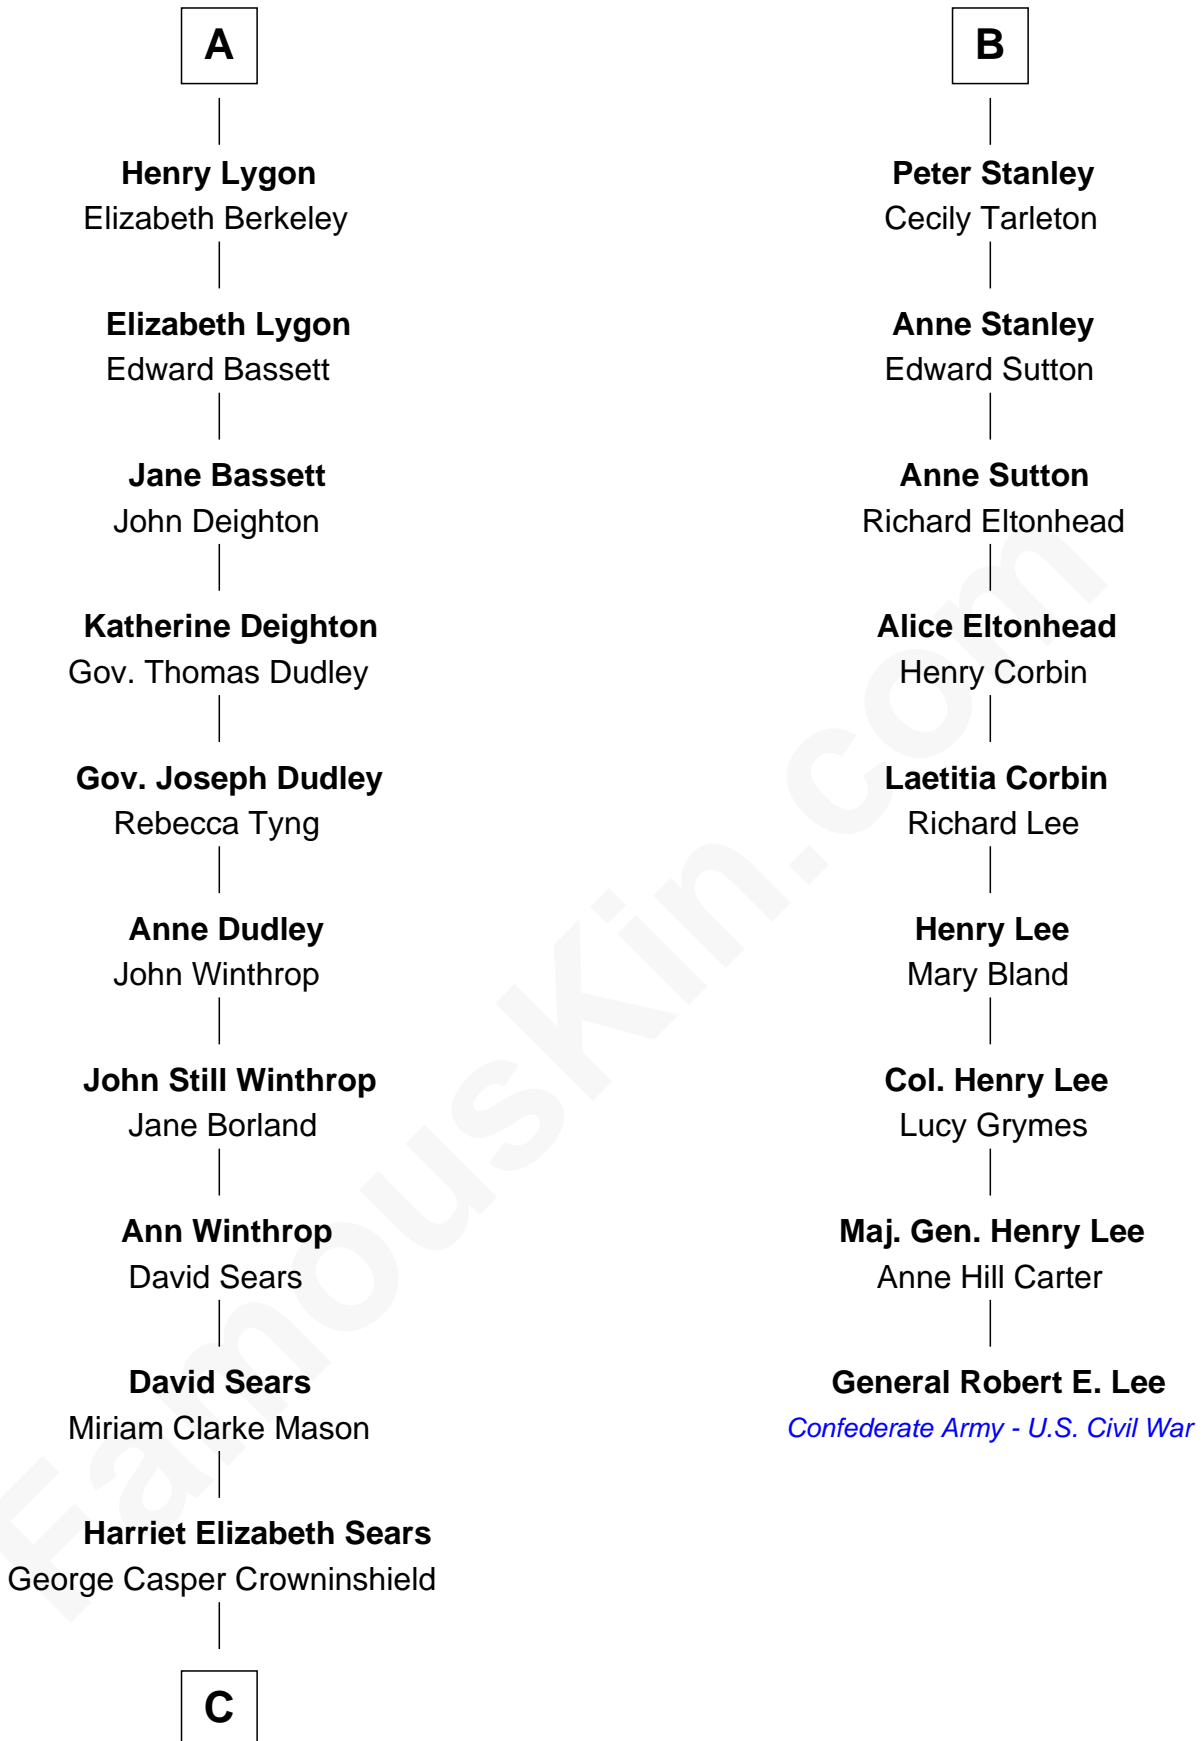 A
Henry Lygon
Elizabeth Berkeley
Elizabeth Lygon
Edward Bassett
Jane Bassett
John Deighton
Katherine Deighton
Gov. Thomas Dudley
Gov. Joseph Dudley
Rebecca Tyng
Anne Dudley
John Winthrop
John Still Winthrop
Jane Borland
Ann Winthrop
David Sears
David Sears
Miriam Clarke Mason
Harriet Elizabeth Sears
George Casper Crowninshield
C
B
Peter Stanley
Cecily Tarleton
Anne Stanley
Edward Sutton
Anne Sutton
Richard Eltonhead
Alice Eltonhead
Henry Corbin
Laetitia Corbin
Richard Lee
Henry Lee
Mary Bland
Col. Henry Lee
Lucy Grymes
Maj. Gen. Henry Lee
Anne Hill Carter
General Robert E. Lee
Confederate Army - U.S. Civil War
FamousKin.com